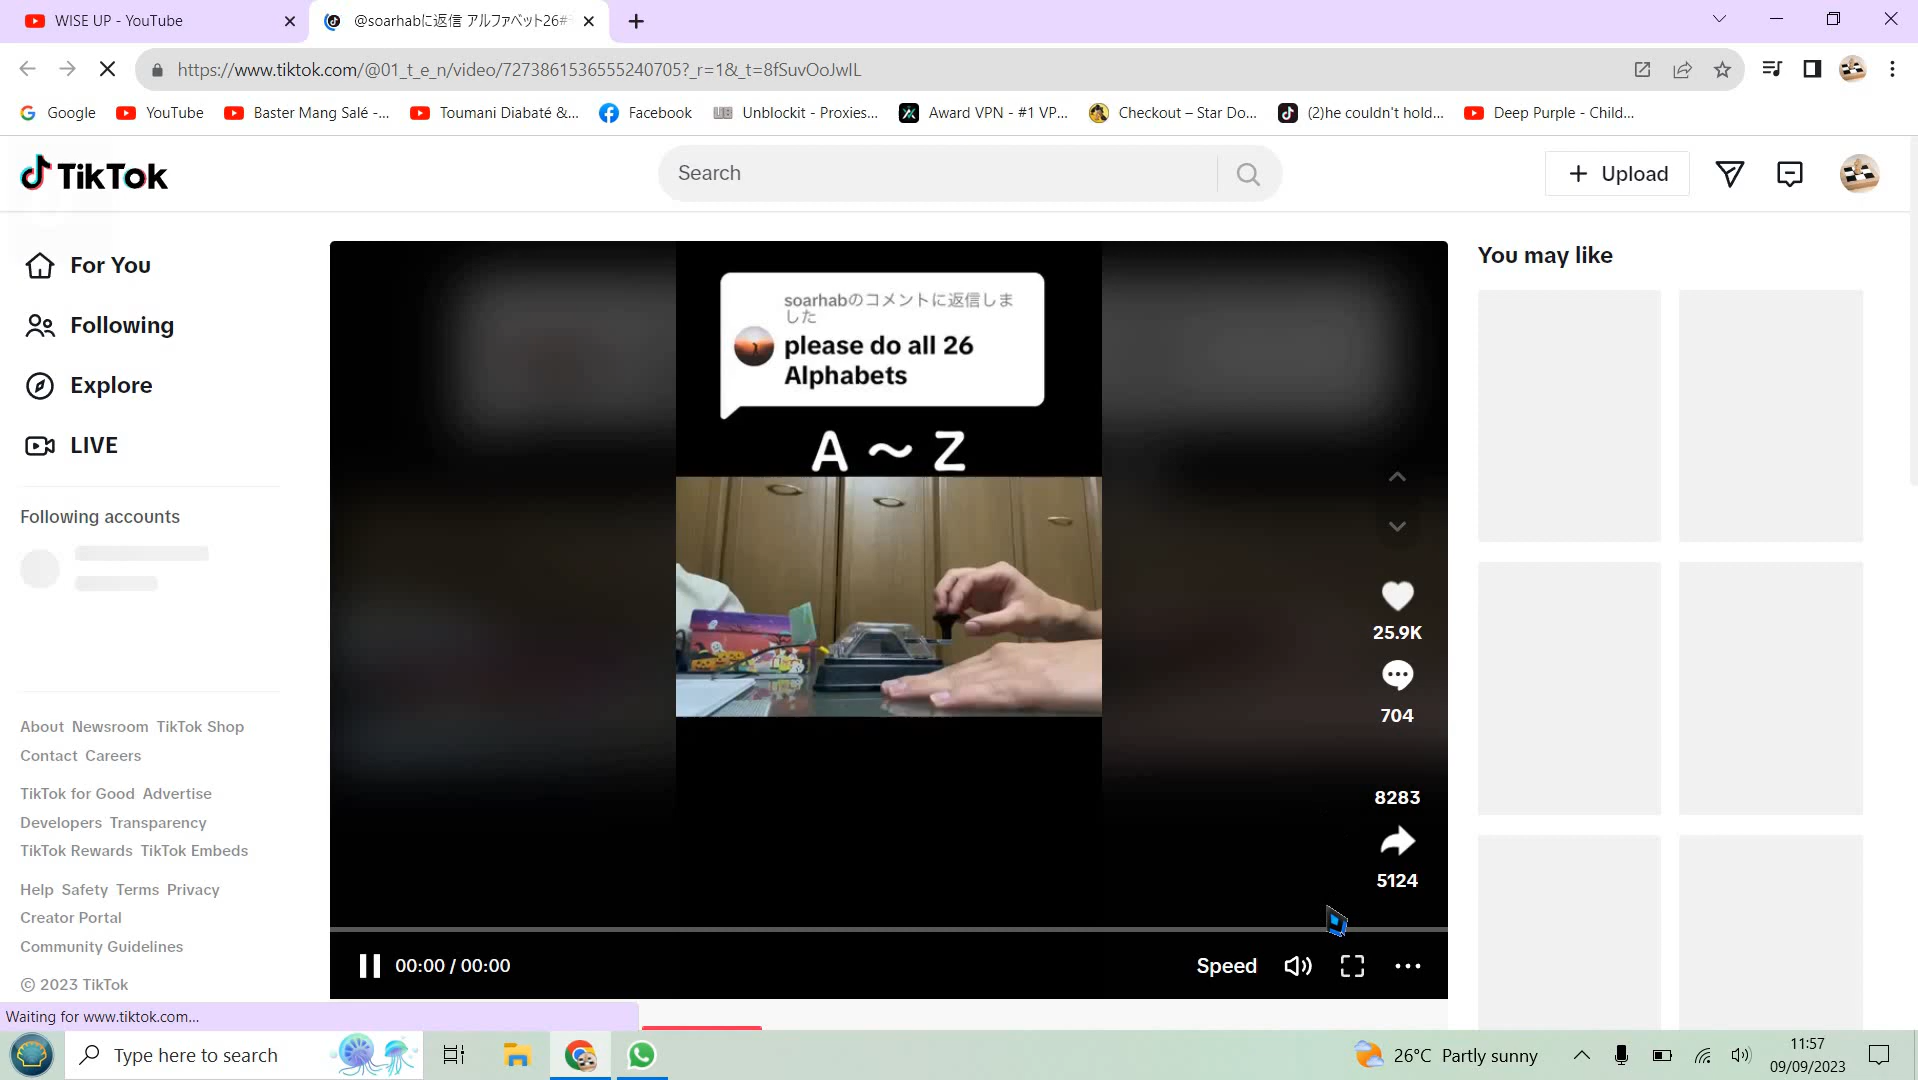 WISE UP - YouTube
@soarhabに返信 アルファベット26#
https://www.tiktok.com/@01_t_e_n/video/7273861536555240705?_r=1&_t=8fSuvOoJwIL
Google
YouTube
Baster Mang Salé -...
Toumani Diabaté &...
Facebook
Unblockit - Proxies...
Award VPN - #1 VP...
Checkout – Star Do...
(2)he couldn't hold...
Deep Purple - Child...
TikTok
Search
Upload
For You
Following
Explore
LIVE
Following accounts
About Newsroom TikTok Shop
Contact Careers
TikTok for Good Advertise
Developers Transparency
TikTok Rewards TikTok Embeds
Help Safety Terms Privacy
Creator Portal
Community Guidelines
© 2023 TikTok
soarhabのコメントに返信しま
した
please do all 26
Alphabets
A ～ Z
25.9K
704
8283
5124
00:00 / 00:00
Speed
You may like
Waiting for www.tiktok.com...
Type here to search
26°C Partly sunny
11:57
09/09/2023